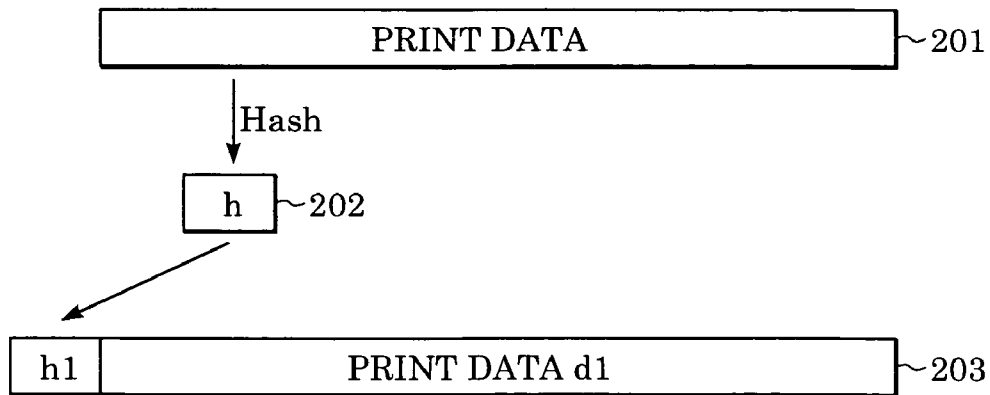 PRINT DATA 201
Hash
h 202
h1 PRINT DATA d1 203